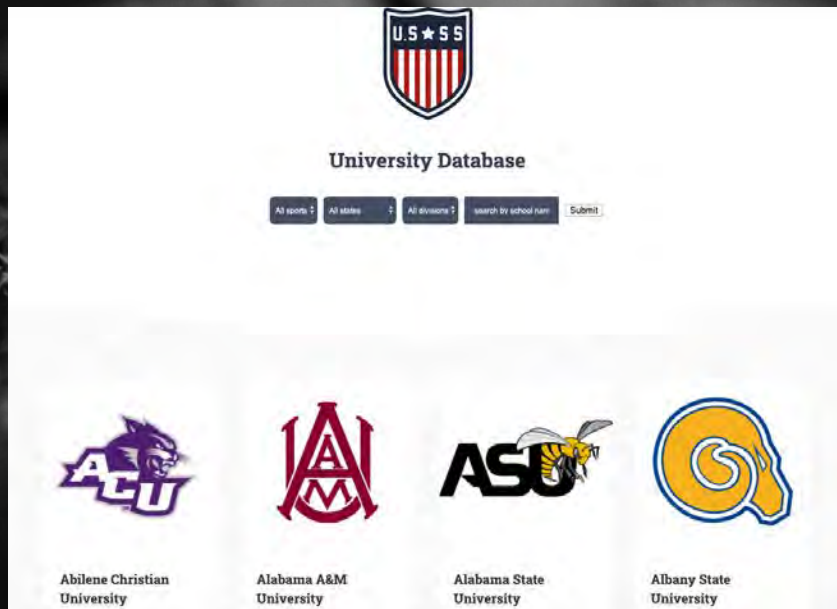 U.S★S S
University Database
All sports
All states
All divisions
search by school nam
Submit
ACU
AAMU
ASU
Abilene Christian
University
Alabama A&M
University
Alabama State
University
Albany State
University